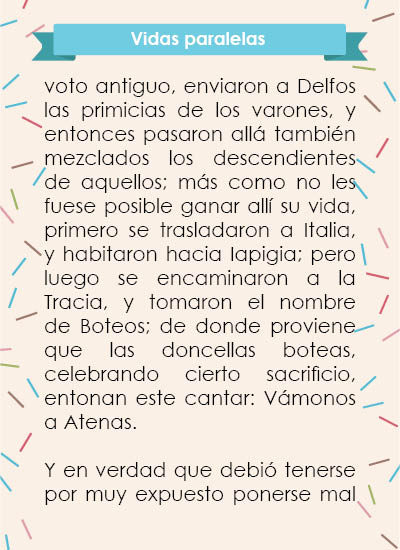 Vidas paralelas
voto antiguo, enviaron a Delfos
las primicias de los varones, y
entonces pasaron allá también
mezclados los descendientes
de aquellos; más como no les
fuese posible ganar allí su vida,
primero se trasladaron a Italia,
y habitaron hacia Iapigia; pero
luego se encaminaron a la
Tracia, y tomaron el nombre
de Boteos; de donde proviene
que las doncellas boteas,
celebrando cierto sacrificio,
entonan este cantar: Vámonos
a Atenas.
Y en verdad que debió tenerse
por muy expuesto ponerse mal